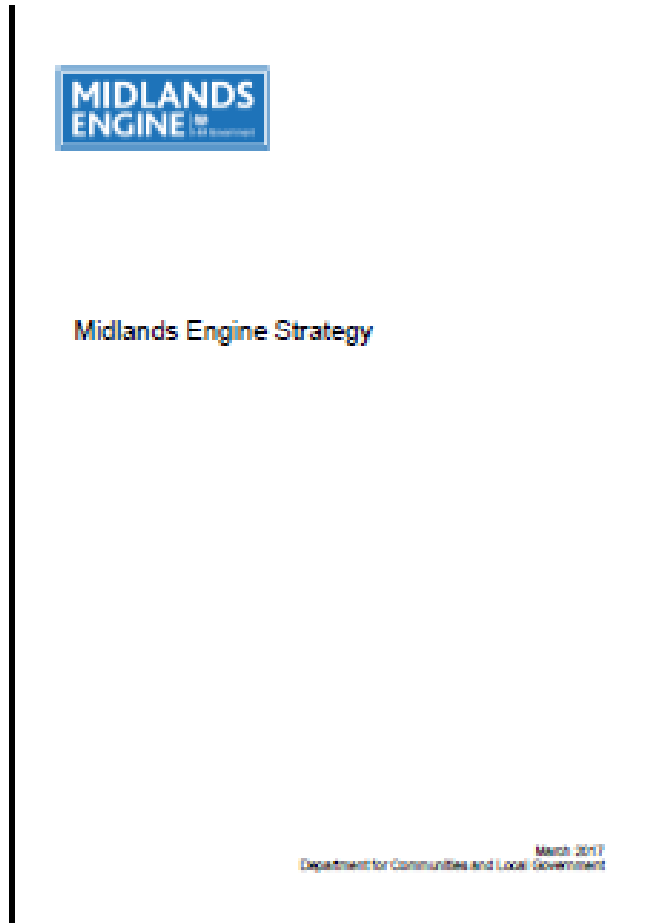 MIDLANDS
ENGINE
Midlands Engine Strategy
March 2017
Department for Communities and Local Government